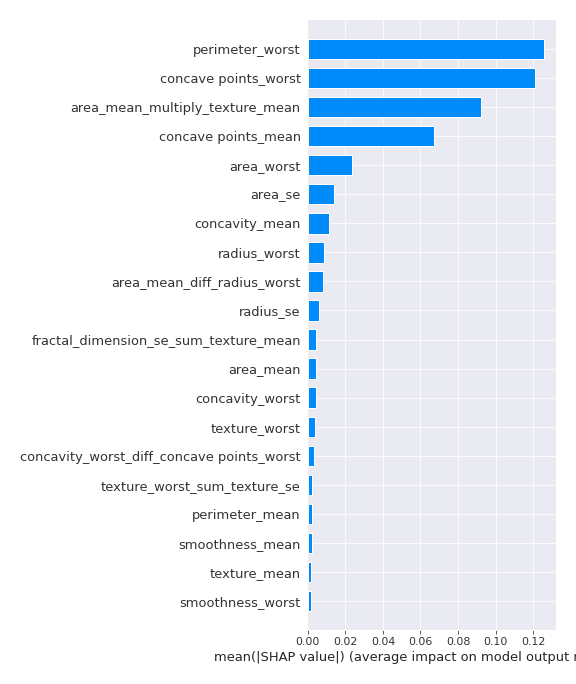 perimeter_worst
concave points_worst
area_mean_multiply_texture_mean
concave points_mean
area_worst
area_se
concavity_mean
radius_worst
area_mean_diff_radius_worst
radius_se
fractal_dimension_se_sum_texture_mean
area_mean
concavity_worst
texture_worst
concavity_worst_diff_concave points_worst
texture_worst_sum_texture_se
perimeter_mean
smoothness_mean
texture_mean
smoothness_worst
0.00 0.02 0.04 0.06 0.08 0.10 0.12
mean(|SHAP value|) (average impact on model output